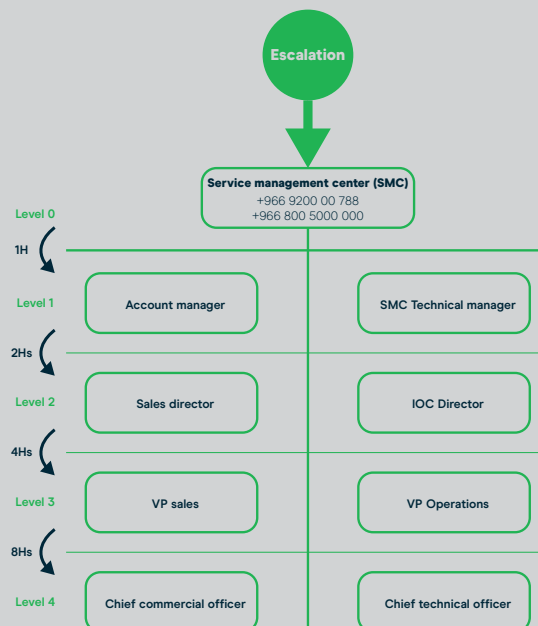 Escalation
Service management center (SMC)
+966 9200 00 788
+966 800 5000 000
Level 0
1H
Level 1
Account manager
SMC Technical manager
2Hs
Level 2
Sales director
IOC Director
4Hs
Level 3
VP sales
VP Operations
8Hs
Level 4
Chief commercial officer
Chief technical officer